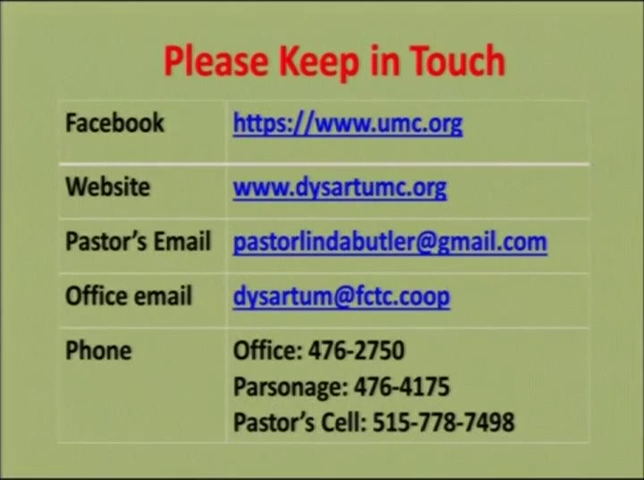 Please Keep in Touch
Facebook https://www.umc.org
Website www.dysartumc.org
Pastor's Email pastorlindabutler@gmail.com
Office email dysartum@fctc.coop
Phone Office: 476-2750
Parsonage: 476-4175
Pastor's Cell: 515-778-7498